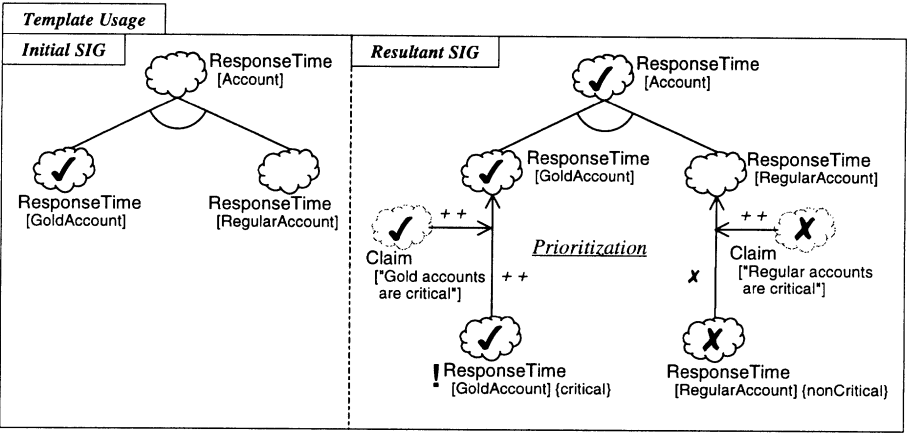 Template Usage
Initial SIG
ResponseTime
[Account]
ResponseTime
[GoldAccount]
ResponseTime
[RegularAccount]
Resultant SIG
ResponseTime
[Account]
ResponseTime
[GoldAccount]
ResponseTime
[RegularAccount]
++
++
Claim
["Gold accounts
are critical"]
Prioritization
Claim
["Regular accounts
are critical"]
++
✗
! ResponseTime
[GoldAccount] {critical}
ResponseTime
[RegularAccount] {nonCritical}